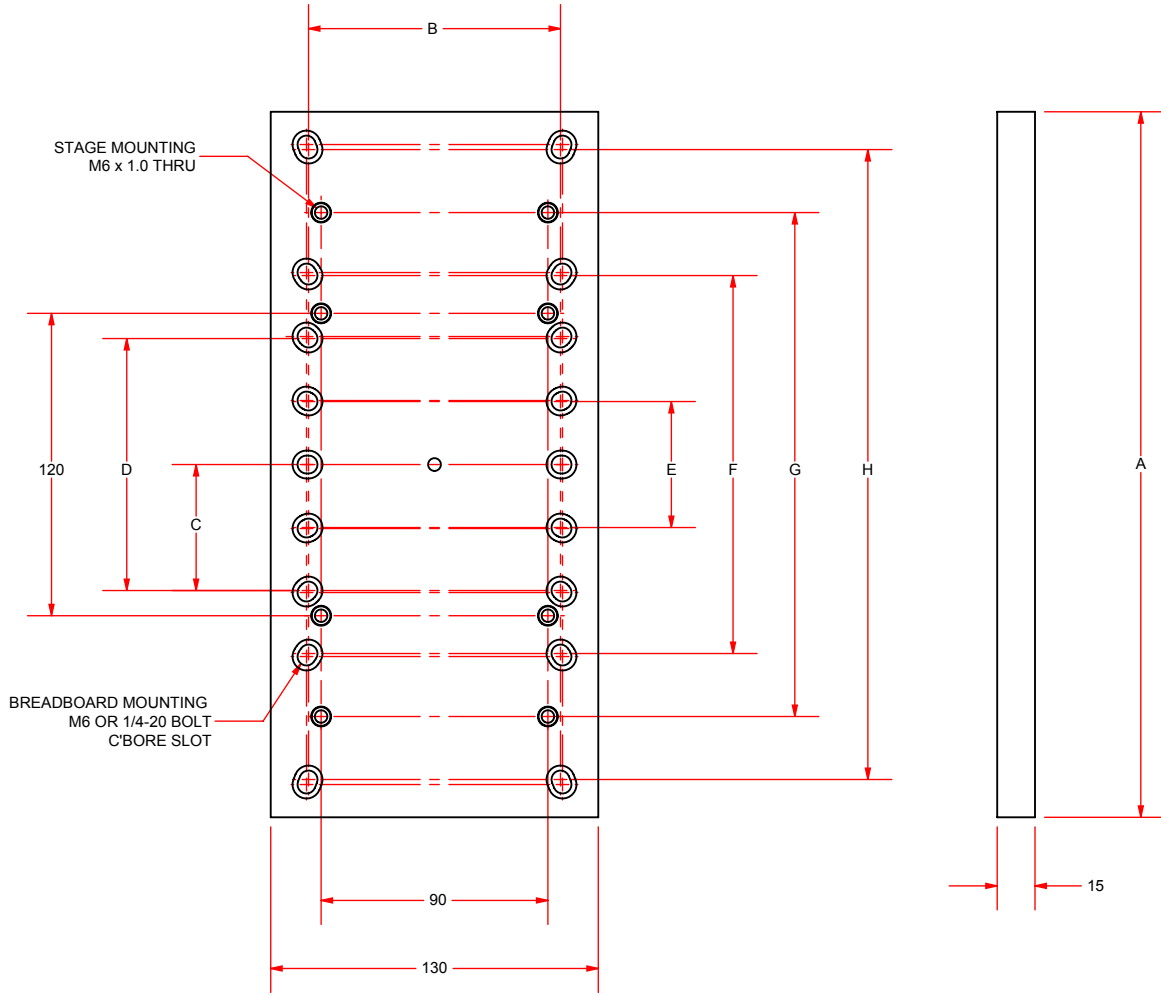 B
STAGE MOUNTING
M6 x 1.0 THRU
120
D
C
E
F
G
H
A
BREADBOARD MOUNTING
M6 OR 1/4-20 BOLT
C'BORE SLOT
90
15
130